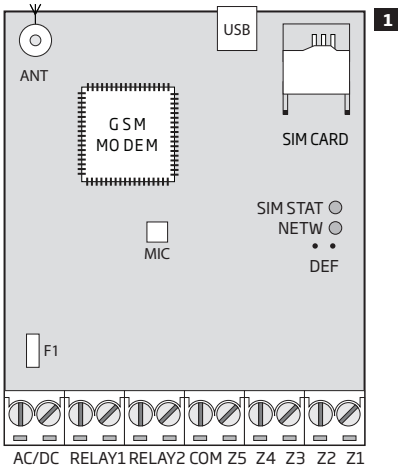 USB
1
ANT
GSM
MODEM
SIM CARD
SIM STAT
NETW
MIC
DEF
F1
AC/DC RELAY1 RELAY2 COM Z5 Z4 Z3 Z2 Z1